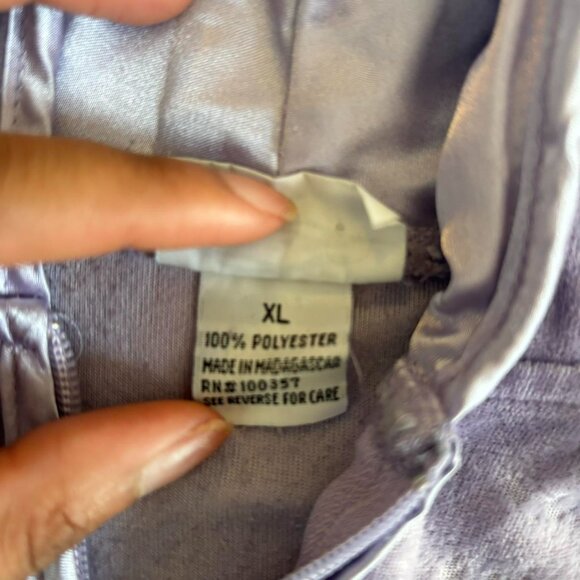 XL
100% POLYESTER
MADE IN MADAGASCAR
RN# 100357
SEE REVERSE FOR CARE